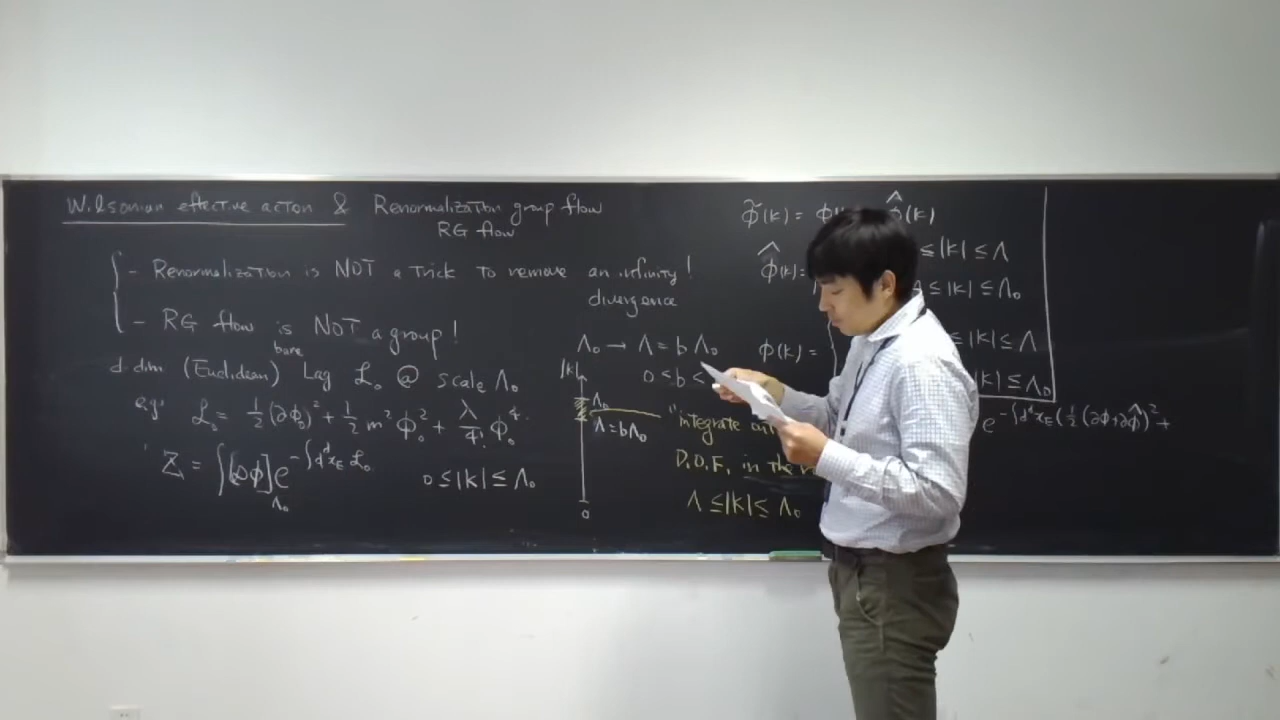 Wilsonian effective acton & Renormalization group flow
RG flow
- Renormalization is NOT a trick to remove an infinity!
divergence
- RG flow is NOT a group!
bare
d-dim (Euclidean) Lag ℒ₀ @ scale Λ₀
e.g. ℒ₀ = 1/2 (∂φ₀)² + 1/2 m² φ₀² + λ/4! φ₀⁴
Z = ∫[𝒟φ]_Λ₀ e^{-∫d^d x_E ℒ₀} 0 ≤ |k| ≤ Λ₀
Λ₀ → Λ = bΛ₀
0 < b <
|k|
Λ₀
Λ = bΛ₀
0
"integrate
D.O.F. in the
Λ ≤ |k| ≤ Λ₀
φ̃(k) = φ φ̂(k)
φ̂(k) = ≤ |k| ≤ Λ
≤ |k| ≤ Λ₀
φ(k) = ≤ |k| ≤ Λ
|k| ≤ Λ₀
e^{-∫d^d x_E (1/2 (∂φ+∂φ̂)² +